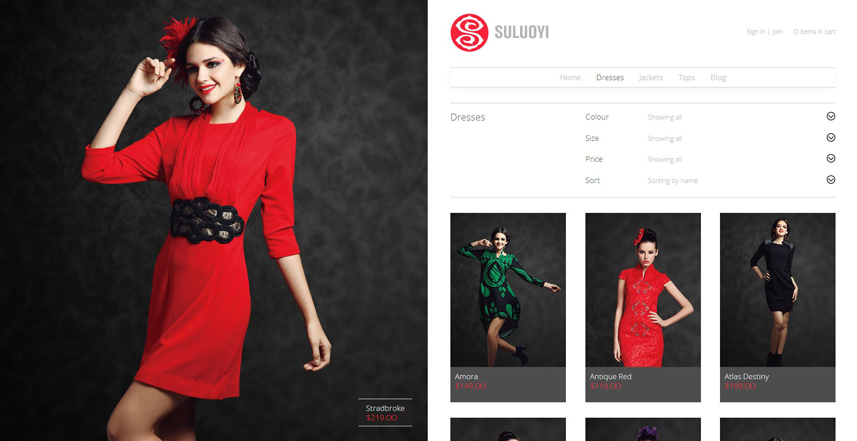 SULUOYI
Sign in | Join 0 items in cart
Home Dresses Jackets Tops Blog
Dresses
Colour Showing all
Size Showing all
Price Showing all
Sort Sorting by name
Stradbroke
$219.00
Amora
$149.00
Antique Red
$119.00
Atlas Destiny
$199.00